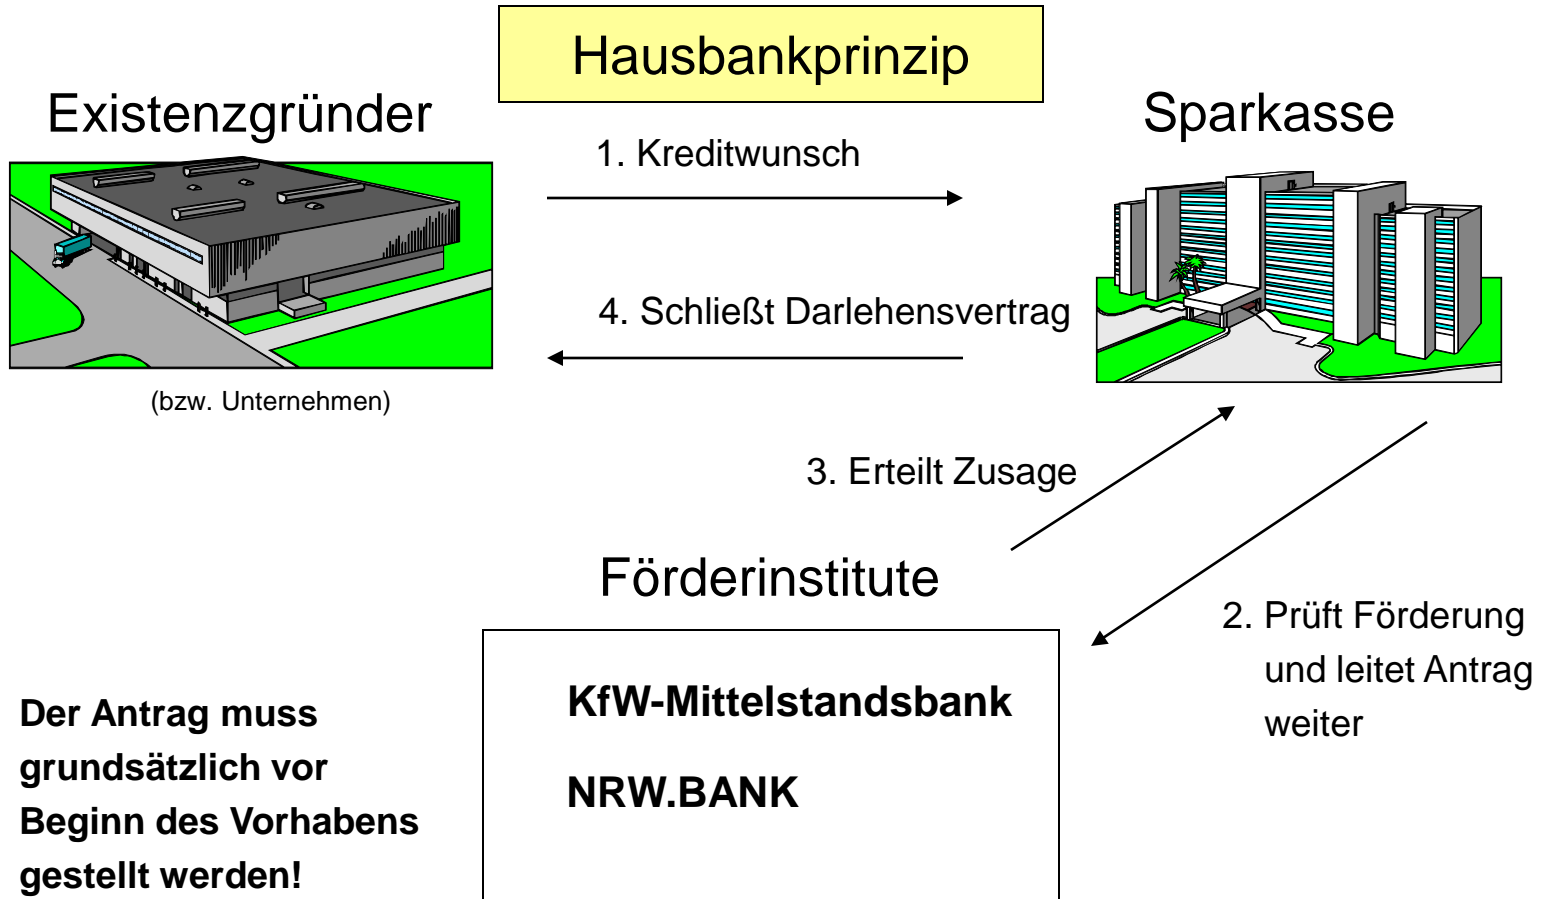 Hausbankprinzip
Existenzgründer
Sparkasse
1. Kreditwunsch
4. Schließt Darlehensvertrag
(bzw. Unternehmen)
3. Erteilt Zusage
Förderinstitute
2. Prüft Förderung
und leitet Antrag
weiter
KfW-Mittelstandsbank
NRW.BANK
Der Antrag muss
grundsätzlich vor
Beginn des Vorhabens
gestellt werden!